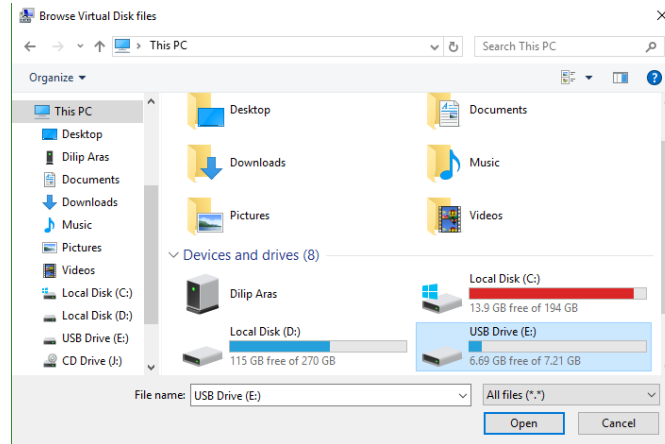 Browse Virtual Disk files
This PC
Search This PC
Organize
This PC
Desktop
Dilip Aras
Documents
Downloads
Music
Pictures
Videos
Local Disk (C:)
Local Disk (D:)
USB Drive (E:)
CD Drive (J:)
Desktop
Documents
Downloads
Music
Pictures
Videos
Devices and drives (8)
Dilip Aras
Local Disk (C:)
13.9 GB free of 194 GB
Local Disk (D:)
115 GB free of 270 GB
USB Drive (E:)
6.69 GB free of 7.21 GB
File name: USB Drive (E:)
All files (*.*)
Open
Cancel